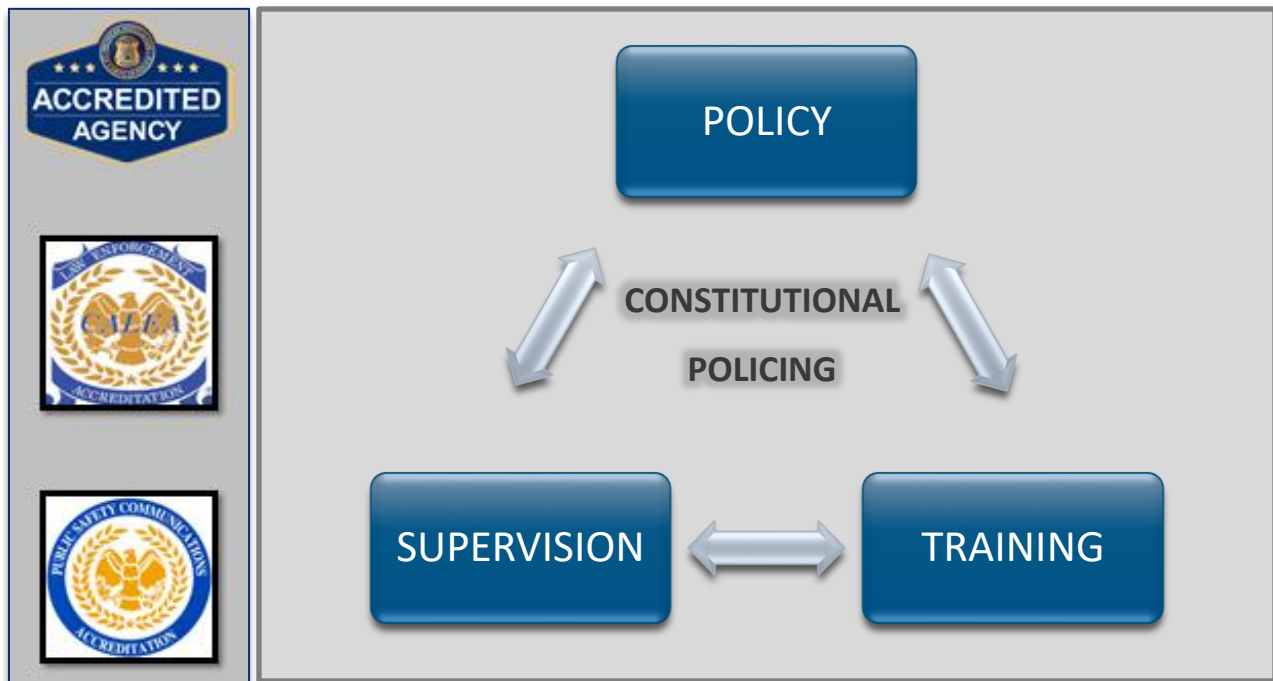 ACCREDITED
AGENCY
LAW ENFORCEMENT
CALEA
ACCREDITATION
PUBLIC SAFETY COMMUNICATIONS
ACCREDITATION
POLICY
CONSTITUTIONAL
POLICING
SUPERVISION
TRAINING